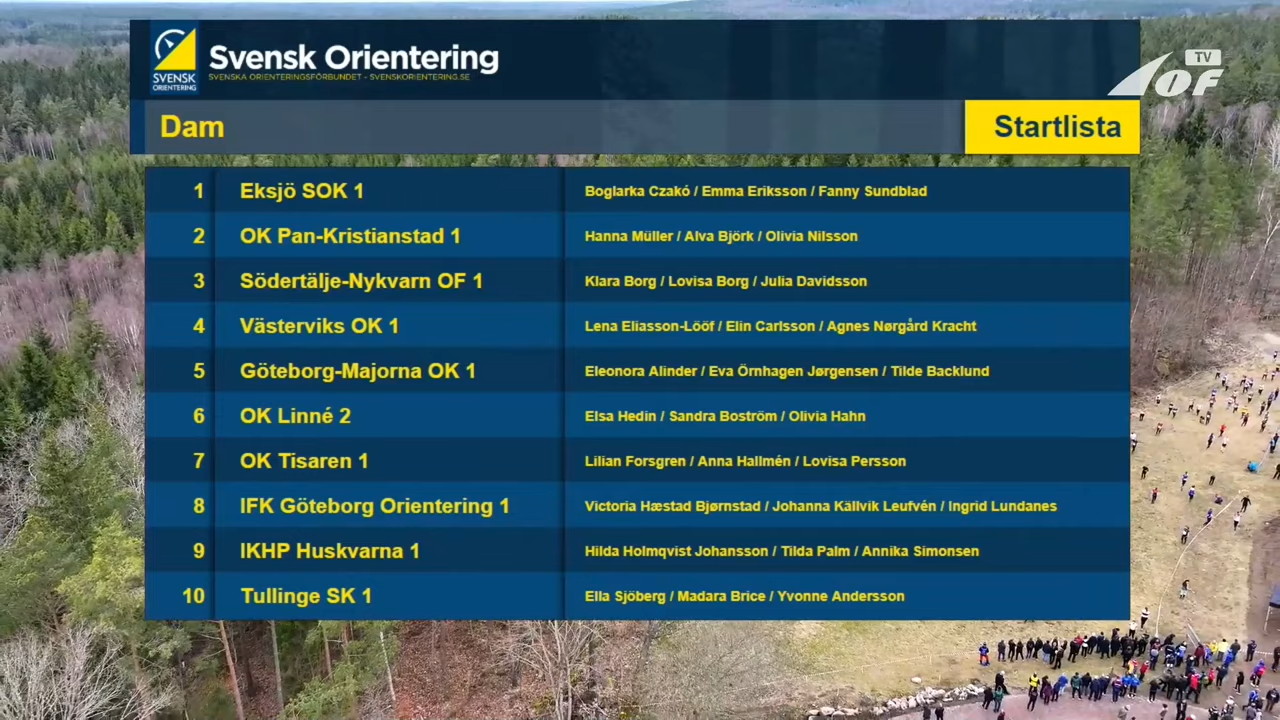 Svensk Orientering
SVENSKA ORIENTERINGSFÖRBUNDET - SVENSKORIENTERING.SE
SVENSK
ORIENTERING
TV
OF
Dam
Startlista
1 Eksjö SOK 1 Boglarka Czakó / Emma Eriksson / Fanny Sundblad
2 OK Pan-Kristianstad 1 Hanna Müller / Alva Björk / Olivia Nilsson
3 Södertälje-Nykvarn OF 1 Klara Borg / Lovisa Borg / Julia Davidsson
4 Västerviks OK 1 Lena Eliasson-Lööf / Elin Carlsson / Agnes Nørgård Kracht
5 Göteborg-Majorna OK 1 Eleonora Alinder / Eva Örnhagen Jørgensen / Tilde Backlund
6 OK Linné 2 Elsa Hedin / Sandra Boström / Olivia Hahn
7 OK Tisaren 1 Lilian Forsgren / Anna Hallmén / Lovisa Persson
8 IFK Göteborg Orientering 1 Victoria Hæstad Bjørnstad / Johanna Källvik Leufvén / Ingrid Lundanes
9 IKHP Huskvarna 1 Hilda Holmqvist Johansson / Tilda Palm / Annika Simonsen
10 Tullinge SK 1 Ella Sjöberg / Madara Brice / Yvonne Andersson